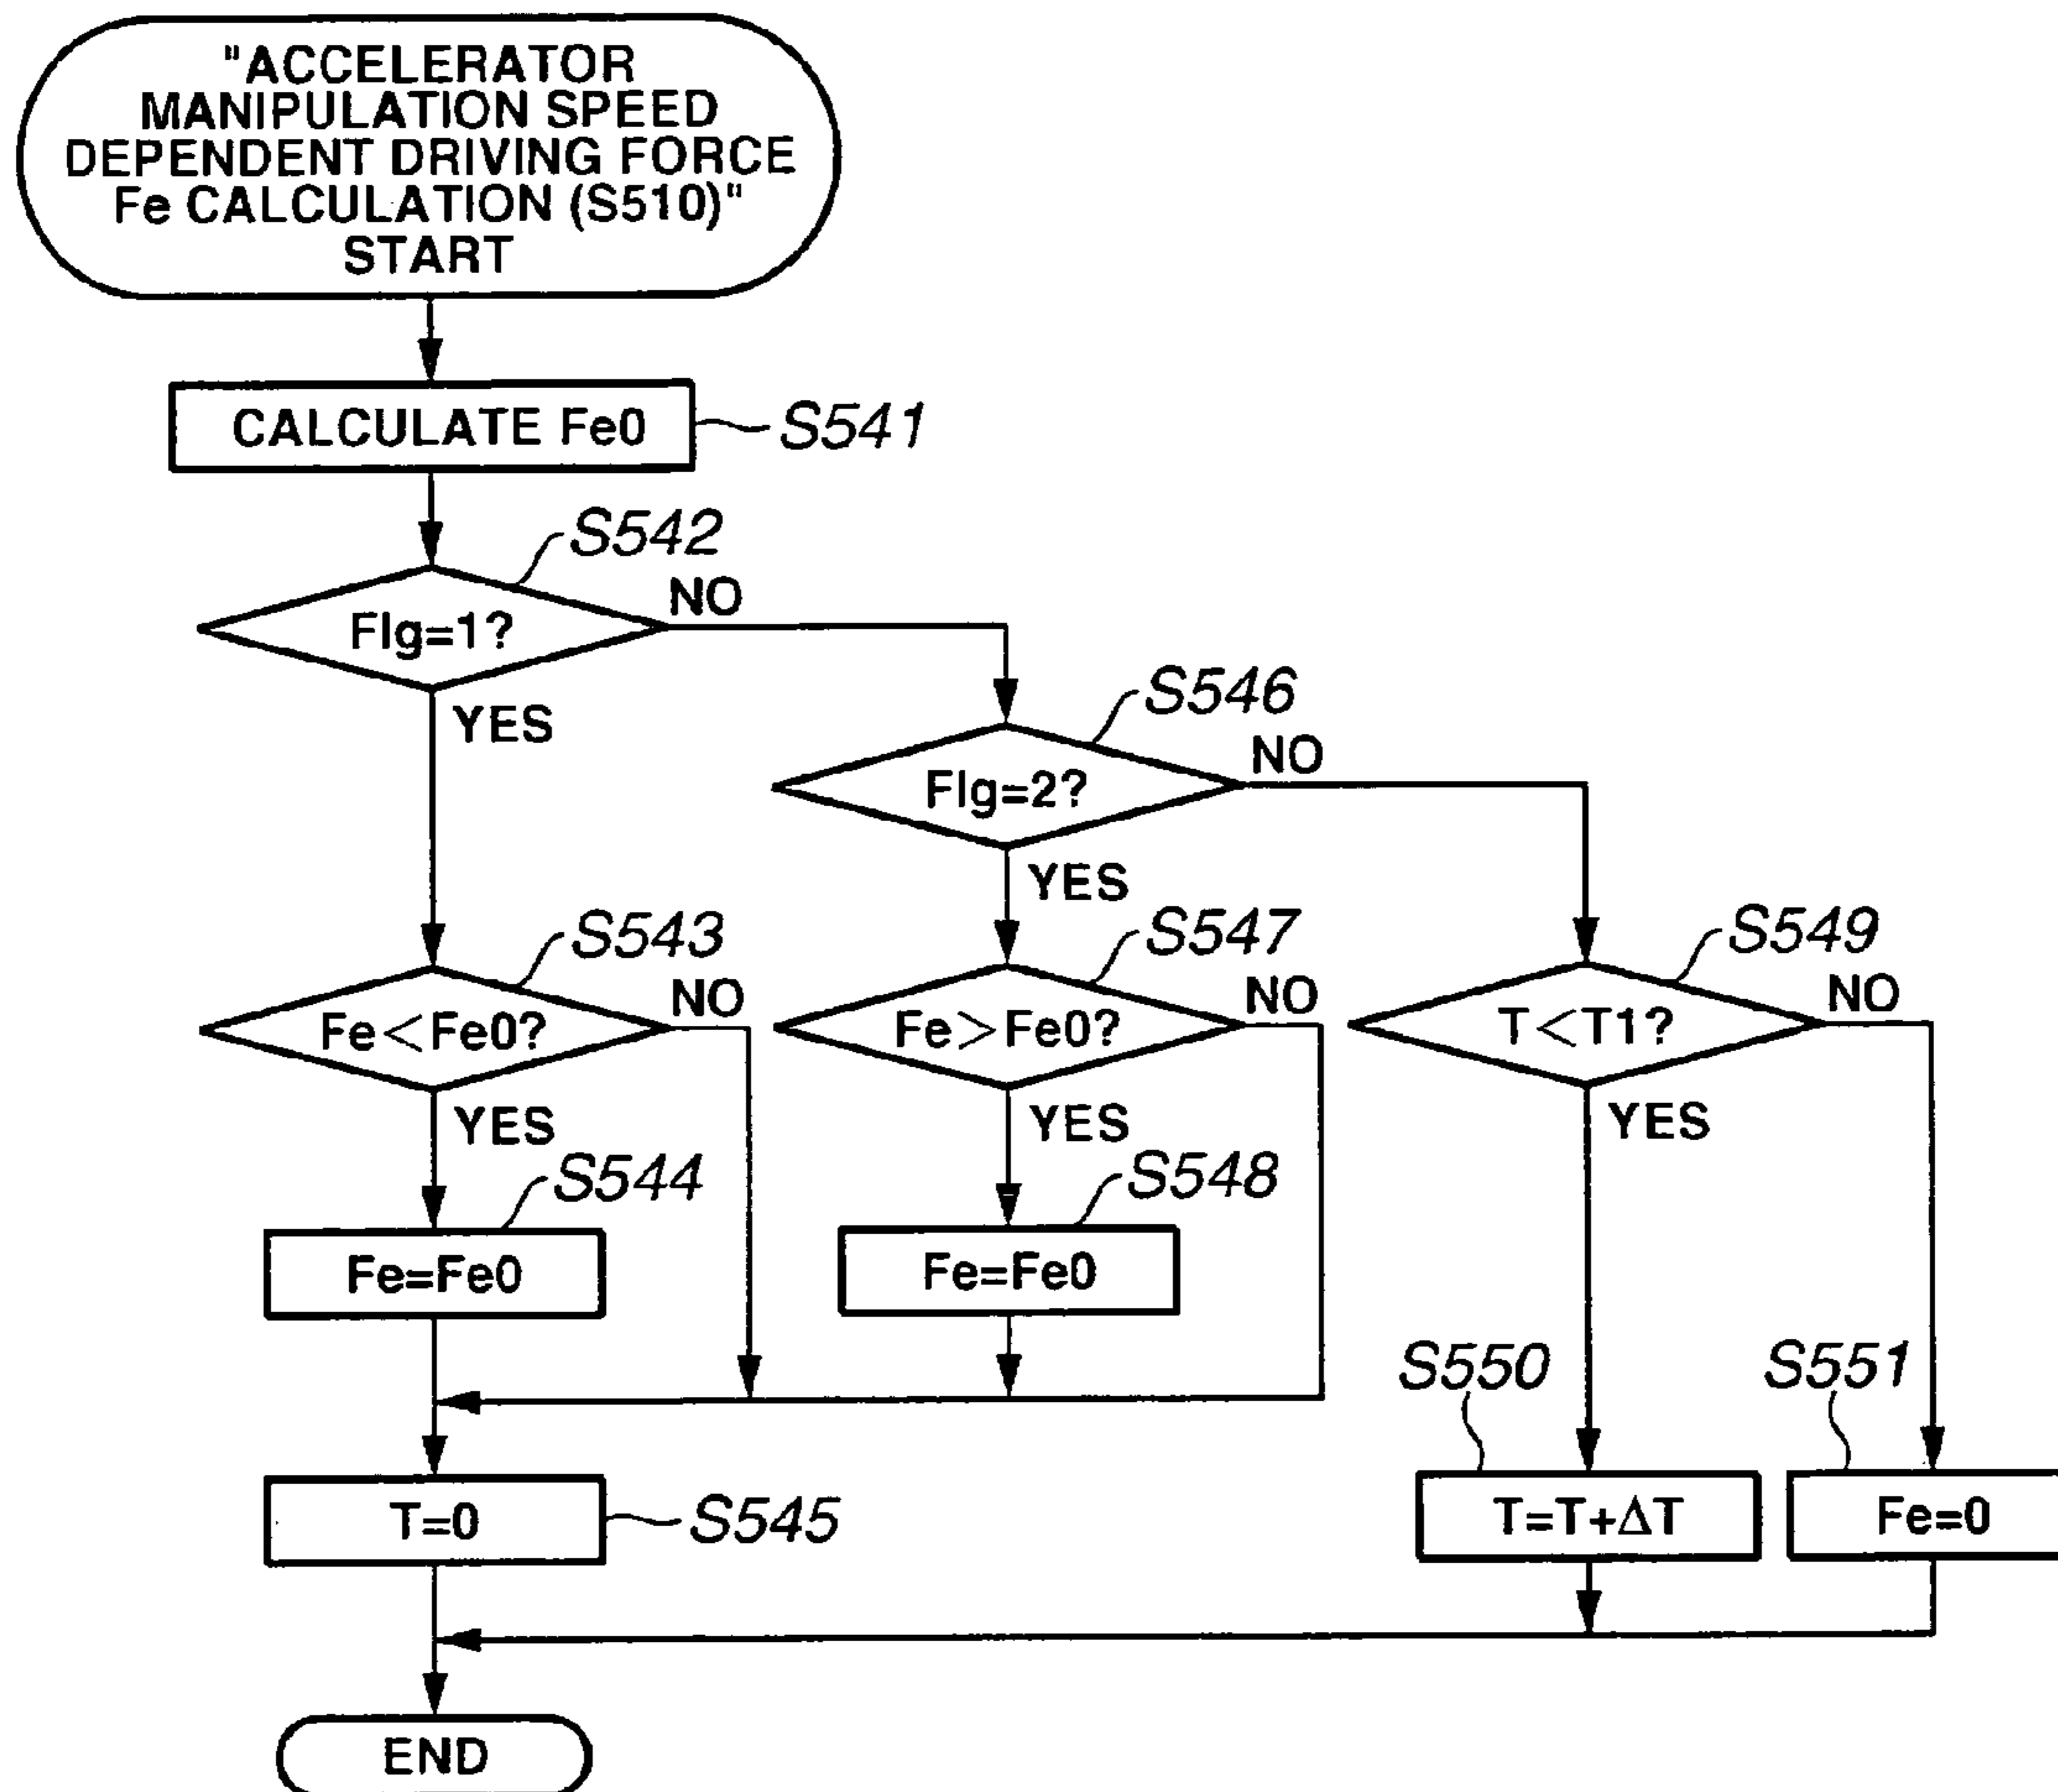 "ACCELERATOR
MANIPULATION SPEED
DEPENDENT DRIVING FORCE
Fe CALCULATION (S510)"
START
CALCULATE Fe0
S541
S542
Flg=1?
NO
YES
S546
Flg=2?
NO
YES
S543
Fe<Fe0?
NO
YES
S547
Fe>Fe0?
NO
YES
S549
T<T1?
NO
YES
S544
Fe=Fe0
S548
Fe=Fe0
S550
T=T+ΔT
S551
Fe=0
T=0
S545
END